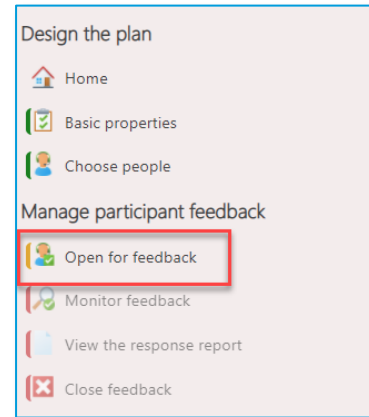 Design the plan
Home
Basic properties
Choose people
Manage participant feedback
Open for feedback
Monitor feedback
View the response report
Close feedback